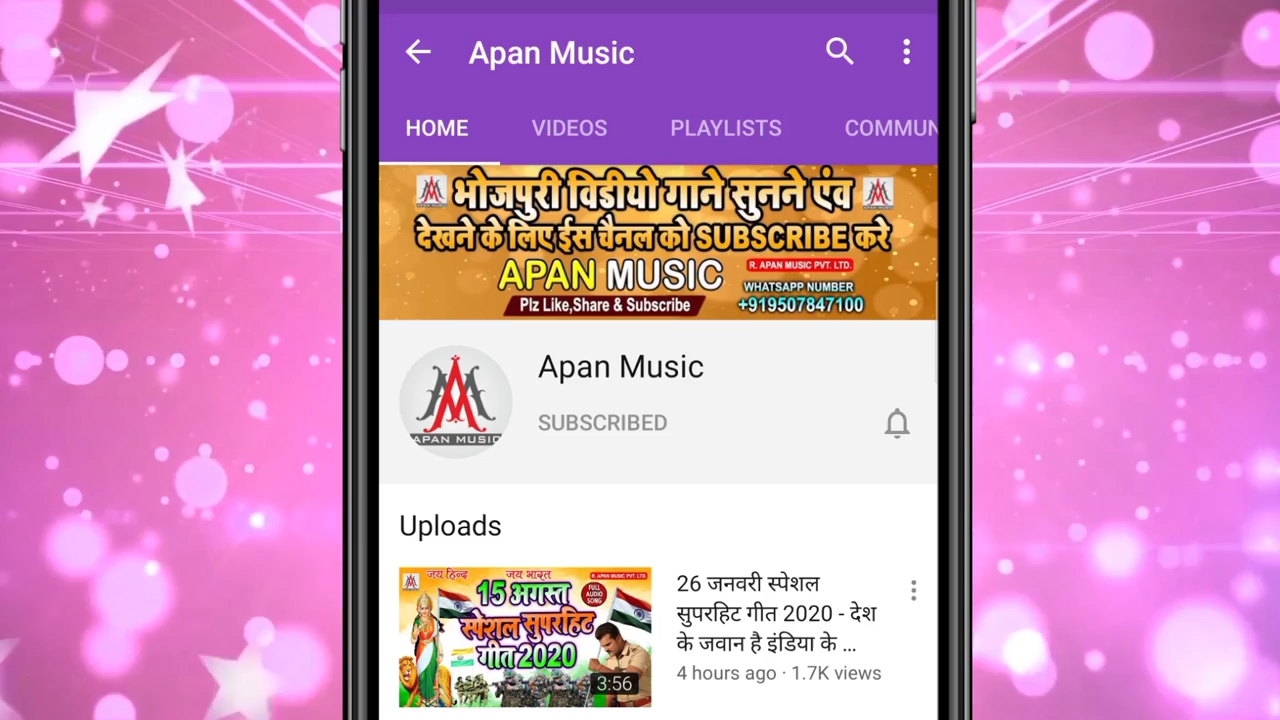 Apan Music
HOME VIDEOS PLAYLISTS COMMUN
भोजपुरी विडीयो गाने सुनने एंव
देखने के लिए ईस चैनल को SUBSCRIBE करे
APAN MUSIC
R. APAN MUSIC PVT. LTD.
WHATSAPP NUMBER
Plz Like,Share & Subscribe
+919507847100
Apan Music
APAN MUSIC
SUBSCRIBED
Uploads
जय हिन्द जय भारत
R. APAN MUSIC PVT. LTD.
15 अगस्त
FULL AUDIO SONG
स्पेशल सुपरहिट
गीत 2020
3:56
26 जनवरी स्पेशल
सुपरहिट गीत 2020 - देश
के जवान है इंडिया के ...
4 hours ago · 1.7K views